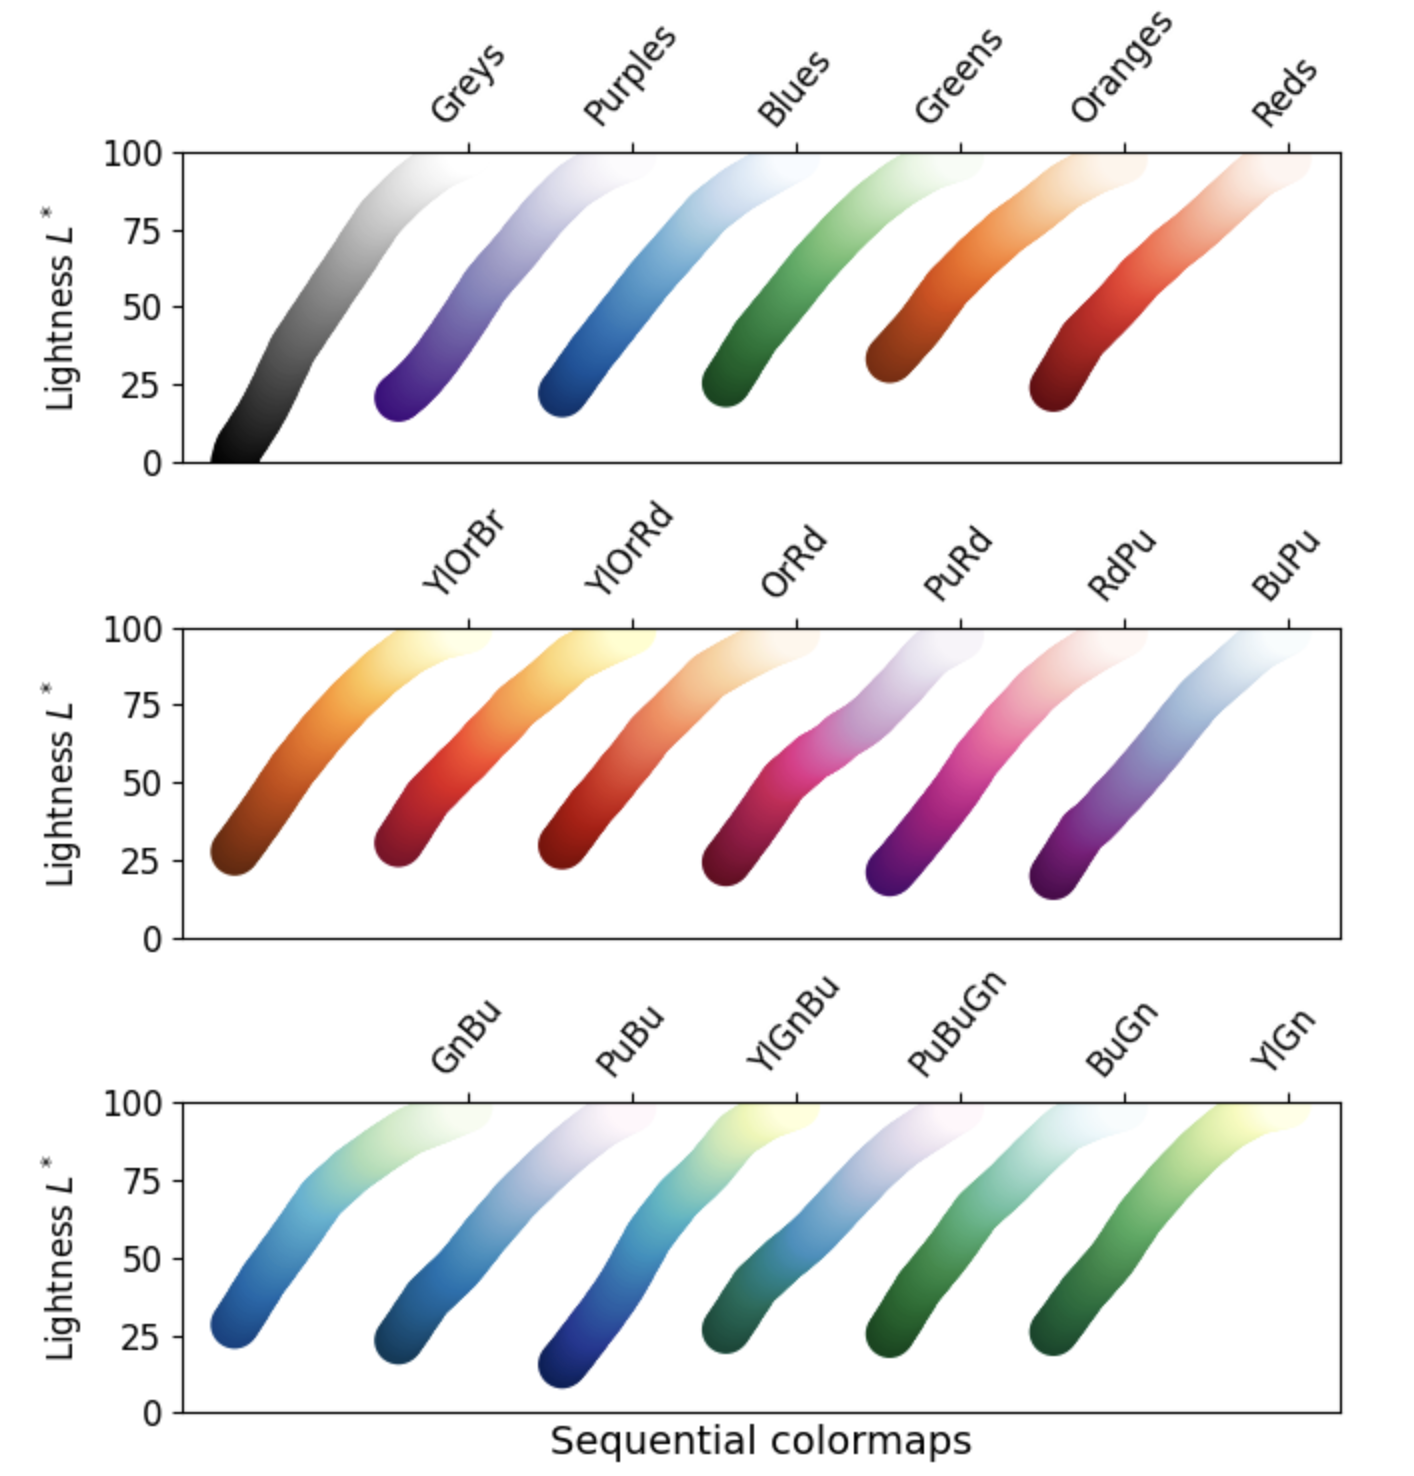 Greys Purples Blues Greens Oranges Reds
100
75
50
25
0
Lightness L*
YlOrBr YlOrRd OrRd PuRd RdPu BuPu
100
75
50
25
0
Lightness L*
GnBu PuBu YlGnBu PuBuGn BuGn YlGn
100
75
50
25
0
Lightness L*
Sequential colormaps